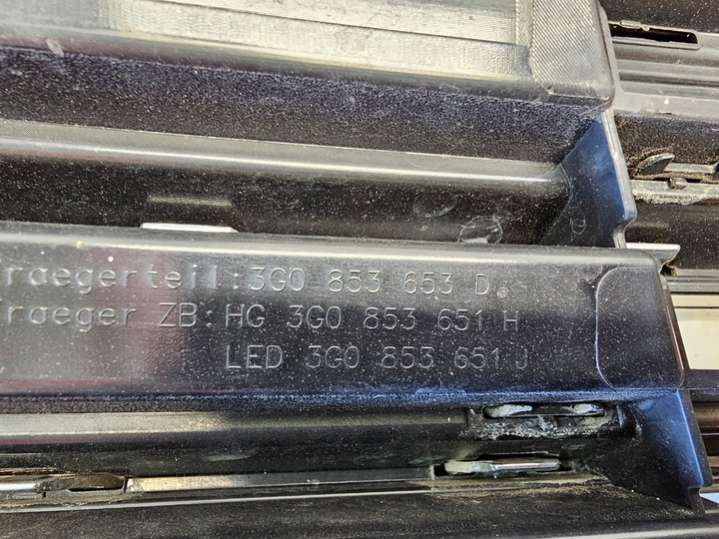 raegerteil:3G0 853 653 D
raeger ZB:HG 3G0 853 651 H
LED 3G0 853 651 J